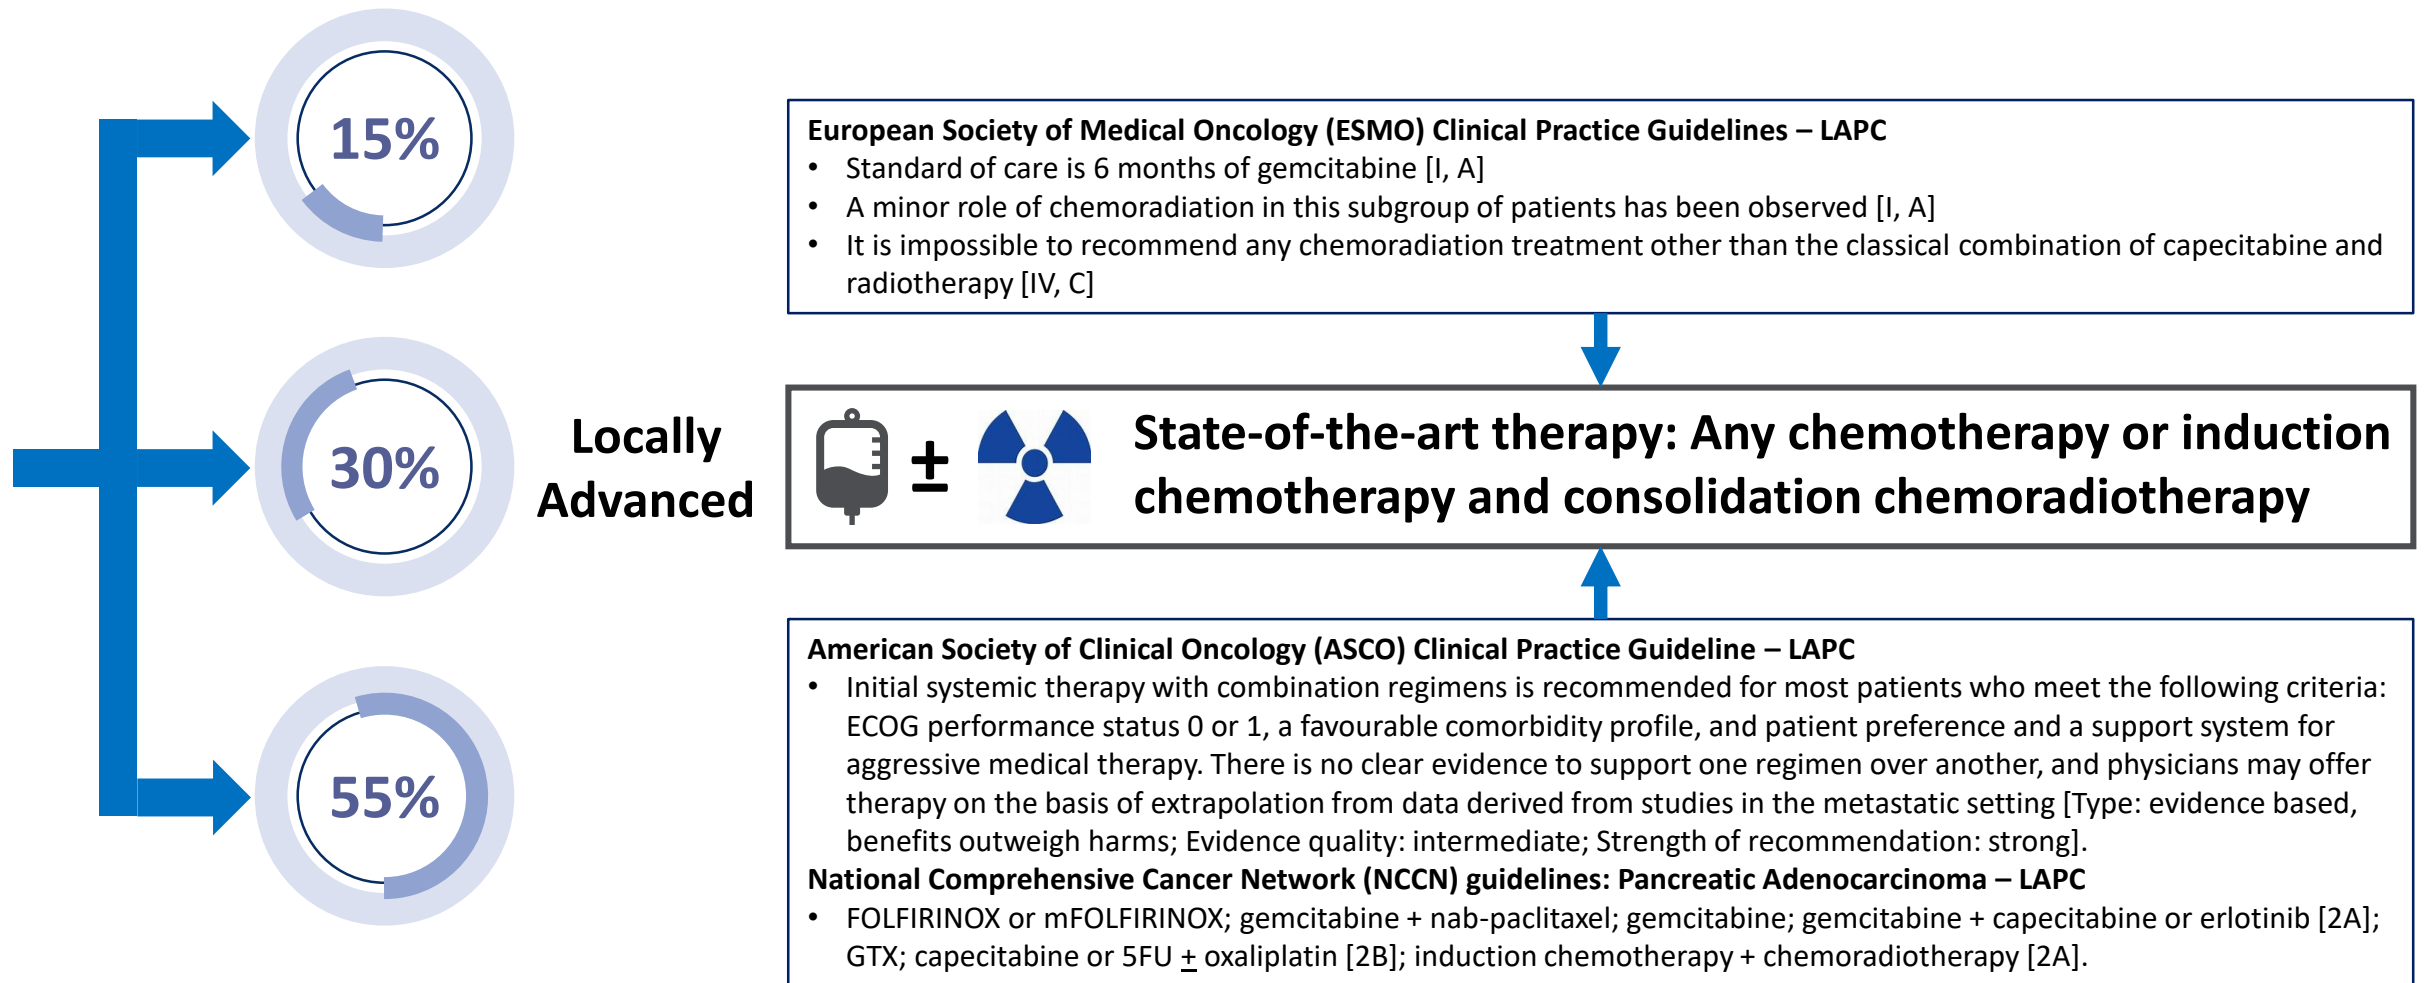 15%
30%
55%
Locally
Advanced
European Society of Medical Oncology (ESMO) Clinical Practice Guidelines – LAPC
• Standard of care is 6 months of gemcitabine [I, A]
• A minor role of chemoradiation in this subgroup of patients has been observed [I, A]
• It is impossible to recommend any chemoradiation treatment other than the classical combination of capecitabine and
radiotherapy [IV, C]
±
State-of-the-art therapy: Any chemotherapy or induction
chemotherapy and consolidation chemoradiotherapy
American Society of Clinical Oncology (ASCO) Clinical Practice Guideline – LAPC
• Initial systemic therapy with combination regimens is recommended for most patients who meet the following criteria:
ECOG performance status 0 or 1, a favourable comorbidity profile, and patient preference and a support system for
aggressive medical therapy. There is no clear evidence to support one regimen over another, and physicians may offer
therapy on the basis of extrapolation from data derived from studies in the metastatic setting [Type: evidence based,
benefits outweigh harms; Evidence quality: intermediate; Strength of recommendation: strong].
National Comprehensive Cancer Network (NCCN) guidelines: Pancreatic Adenocarcinoma – LAPC
• FOLFIRINOX or mFOLFIRINOX; gemcitabine + nab-paclitaxel; gemcitabine; gemcitabine + capecitabine or erlotinib [2A];
GTX; capecitabine or 5FU ± oxaliplatin [2B]; induction chemotherapy + chemoradiotherapy [2A].